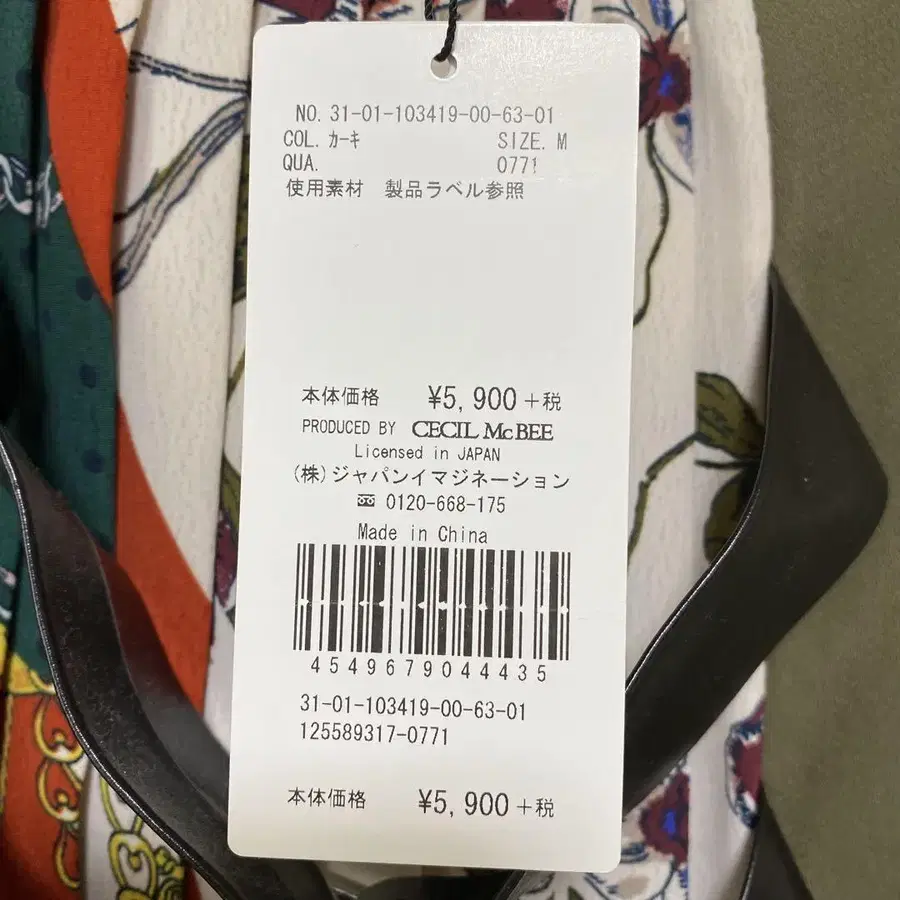 NO. 31-01-103419-00-63-01
COL. カーキ SIZE. M
QUA. 0771
使用素材 製品ラベル参照
本体価格 ¥5,900+税
PRODUCED BY CECIL McBEE
Licensed in JAPAN
(株)ジャパンイマジネーション
0120-668-175
Made in China
4549679044435
31-01-103419-00-63-01
125589317-0771
本体価格 ¥5,900+税